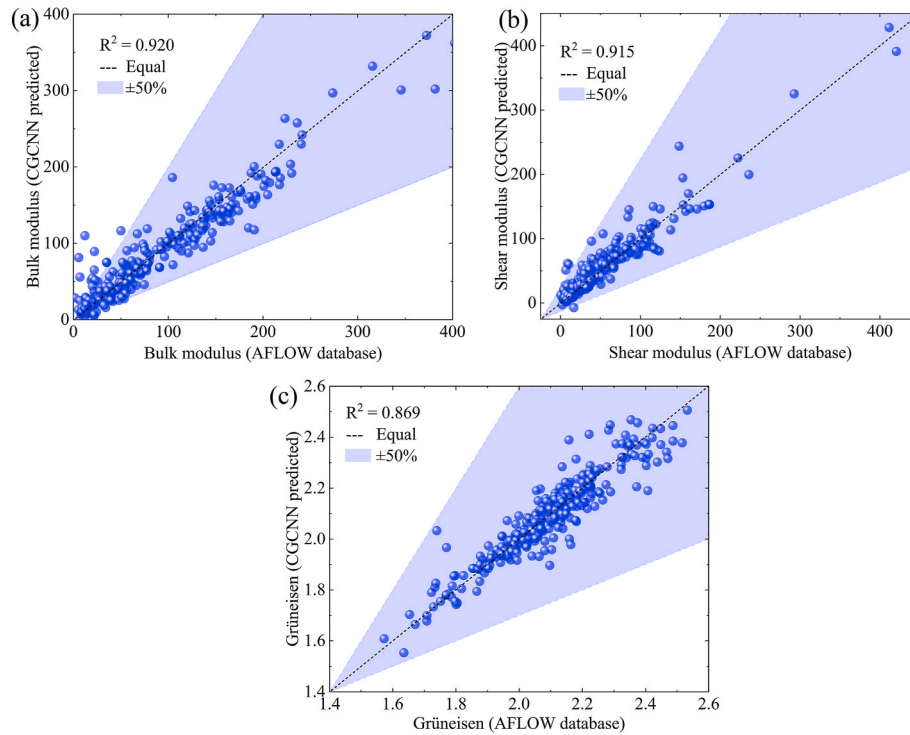 (a)
400
300
200
100
0
Bulk modulus (CGCNN predicted)
R² = 0.920
--- Equal
±50%
0 100 200 300 400
Bulk modulus (AFLOW database)
(b)
400
300
200
100
0
Shear modulus (CGCNN predicted)
R² = 0.915
--- Equal
±50%
0 100 200 300 400
Shear modulus (AFLOW database)
(c)
2.6
2.4
2.2
2.0
1.8
1.6
1.4
Grüneisen (CGCNN predicted)
R² = 0.869
--- Equal
±50%
1.4 1.6 1.8 2.0 2.2 2.4 2.6
Grüneisen (AFLOW database)